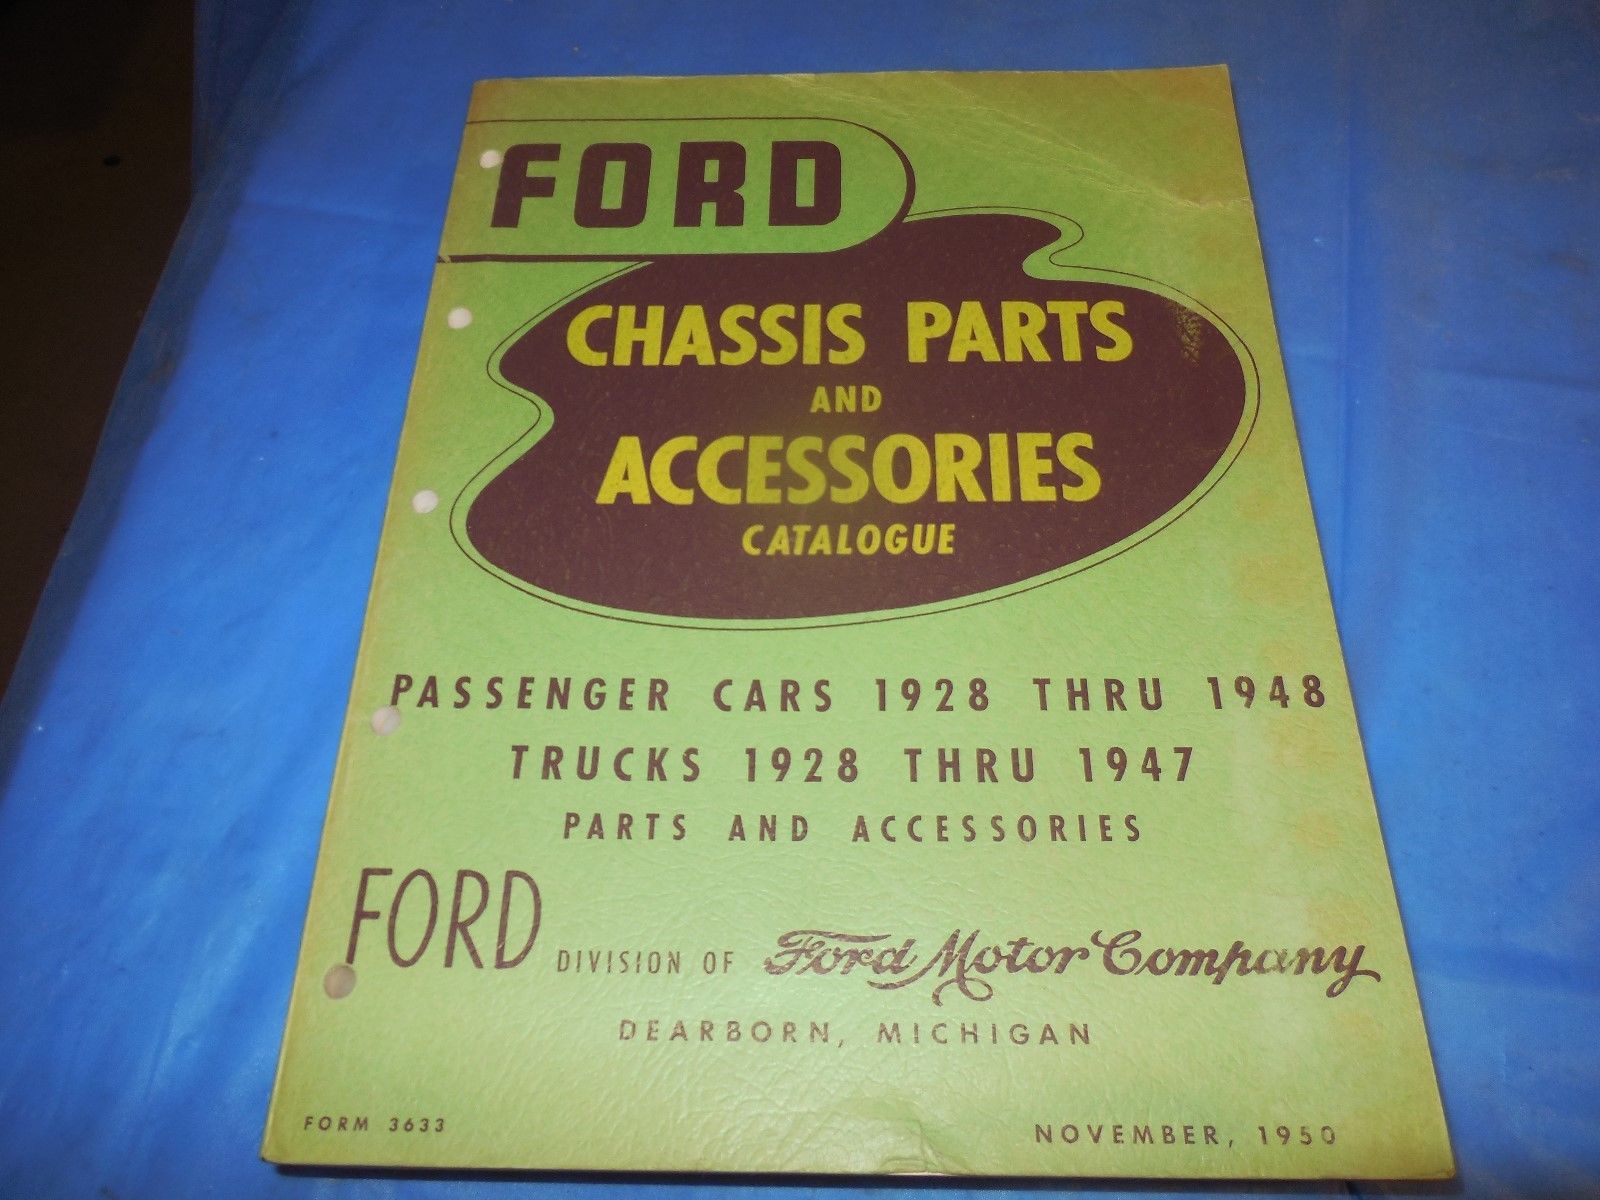 FORD
CHASSIS PARTS
AND
ACCESSORIES
CATALOGUE
PASSENGER CARS 1928 THRU 1948
TRUCKS 1928 THRU 1947
PARTS AND ACCESSORIES
FORD DIVISION OF Ford Motor Company
DEARBORN, MICHIGAN
FORM 3633
NOVEMBER, 1950